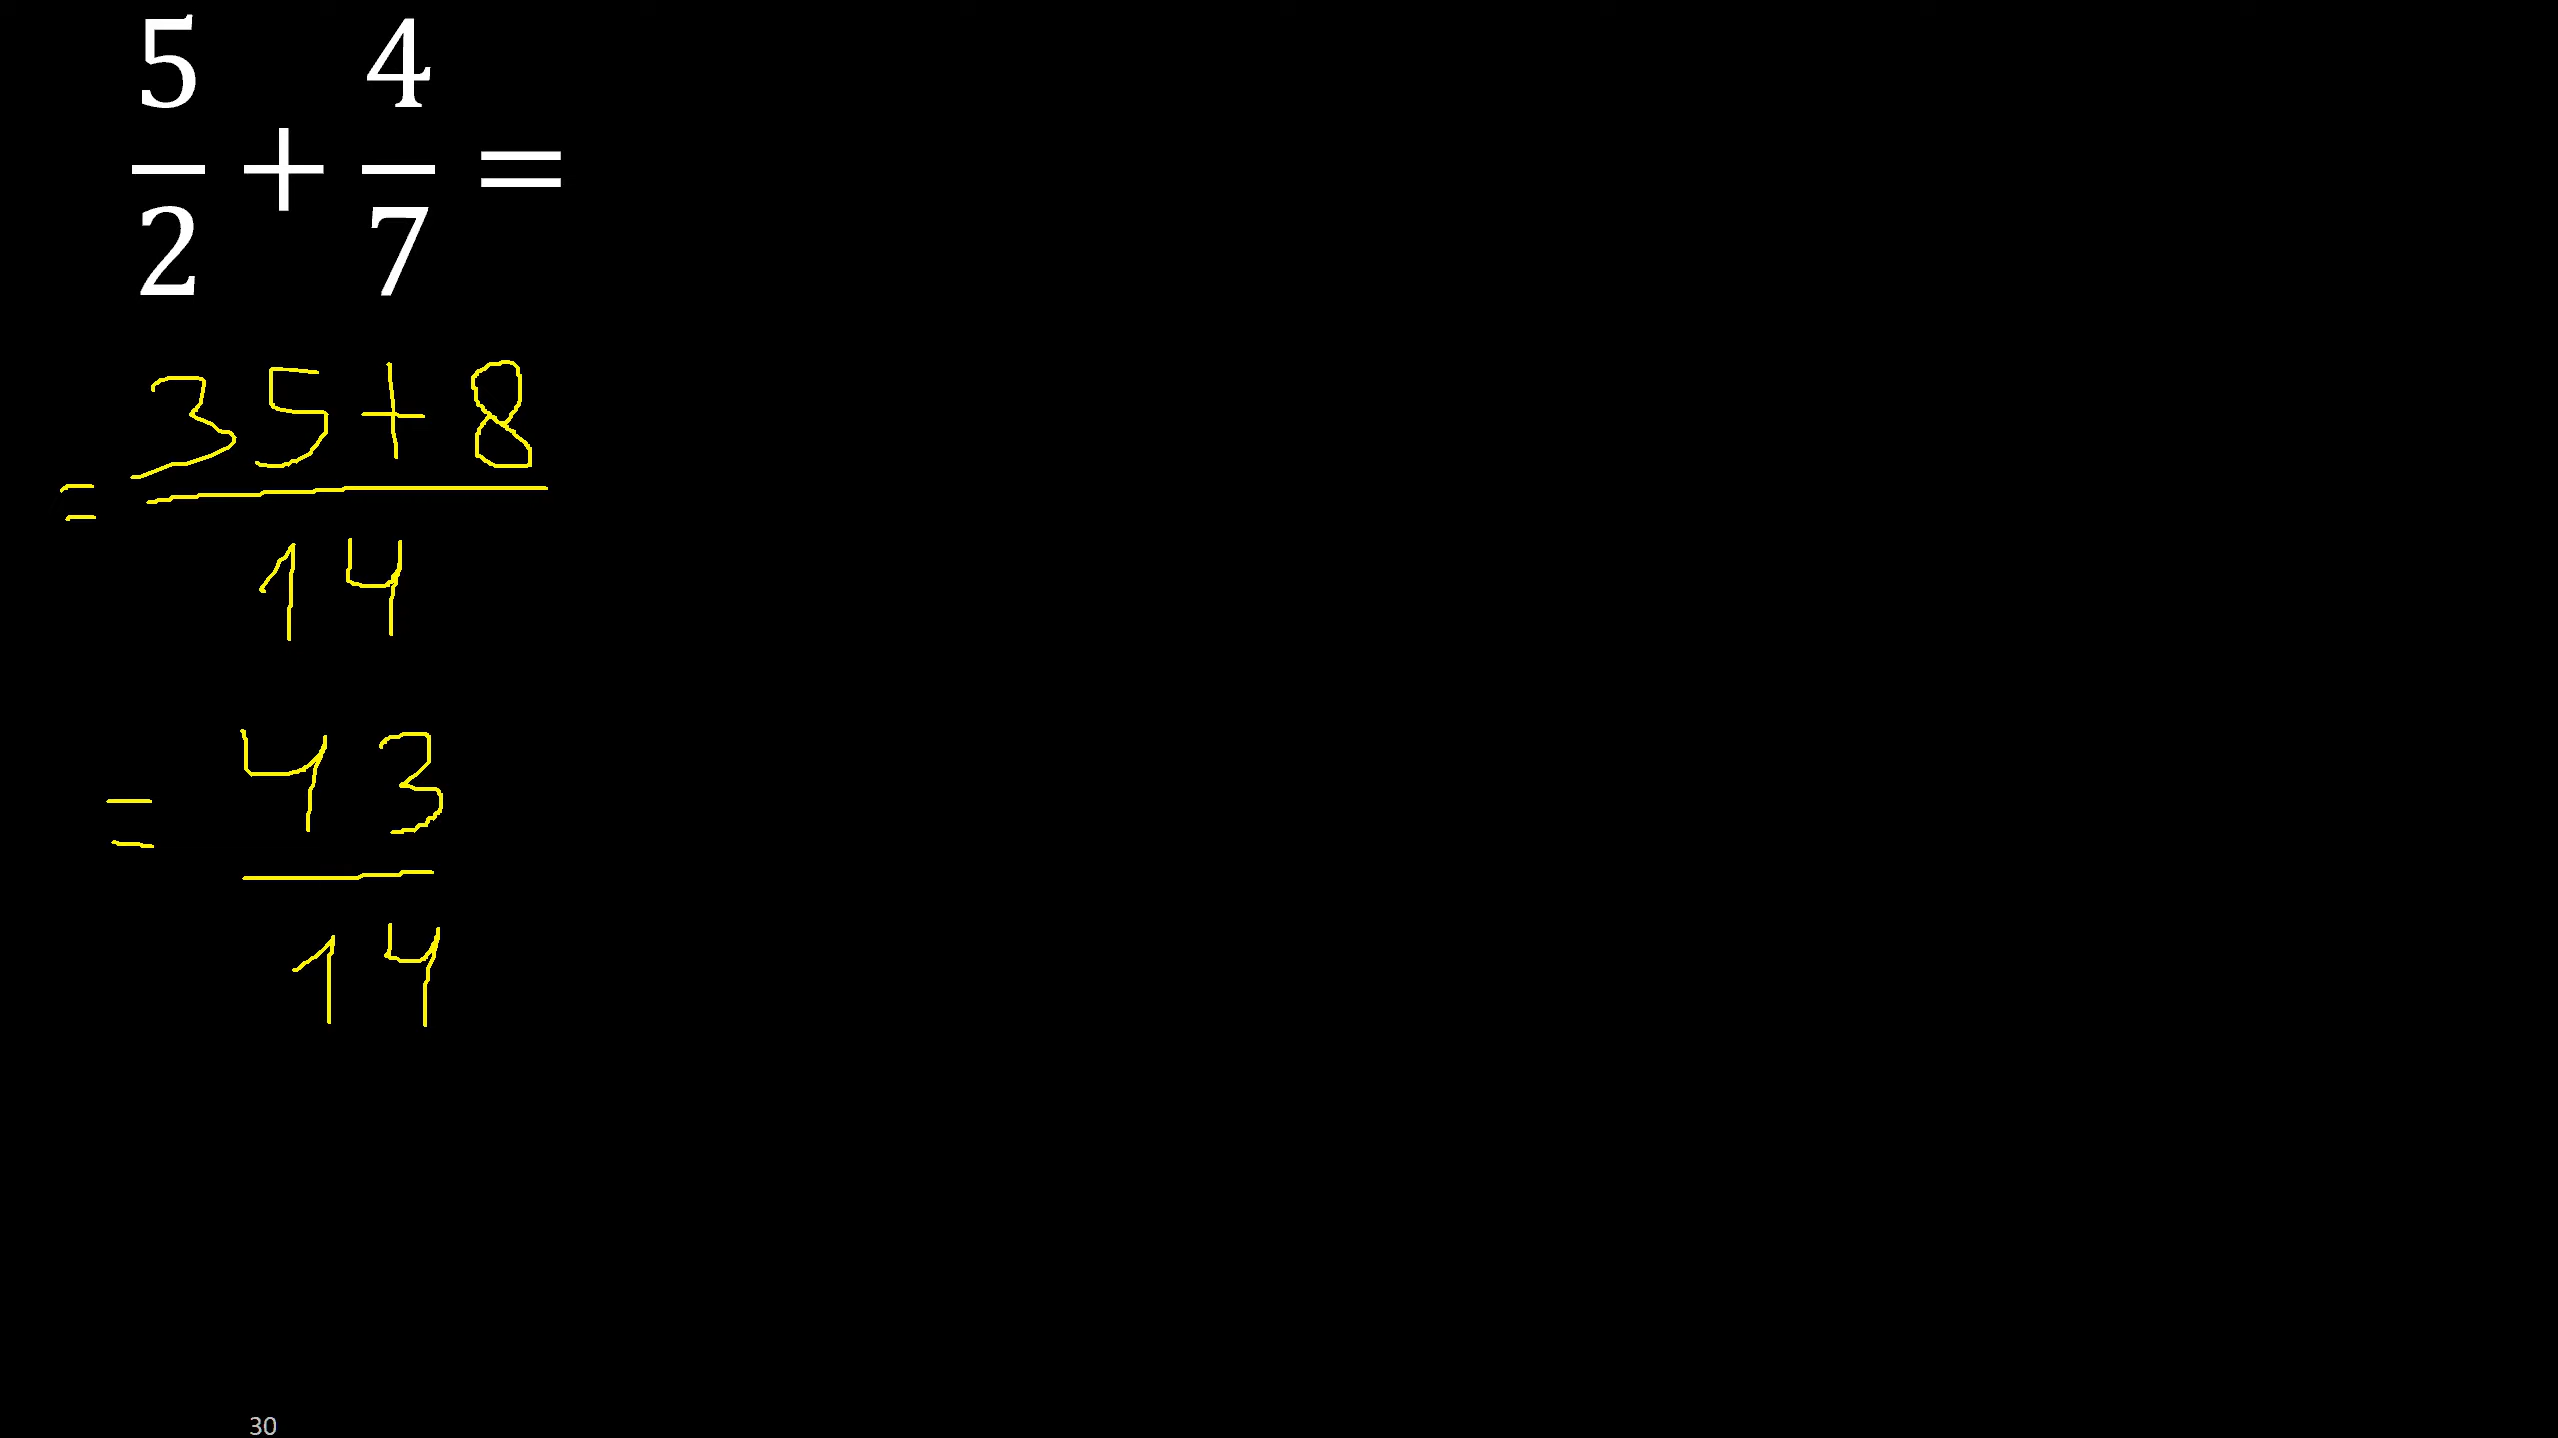 5/2 + 4/7 =
= 35+8/14
= 43/14
30